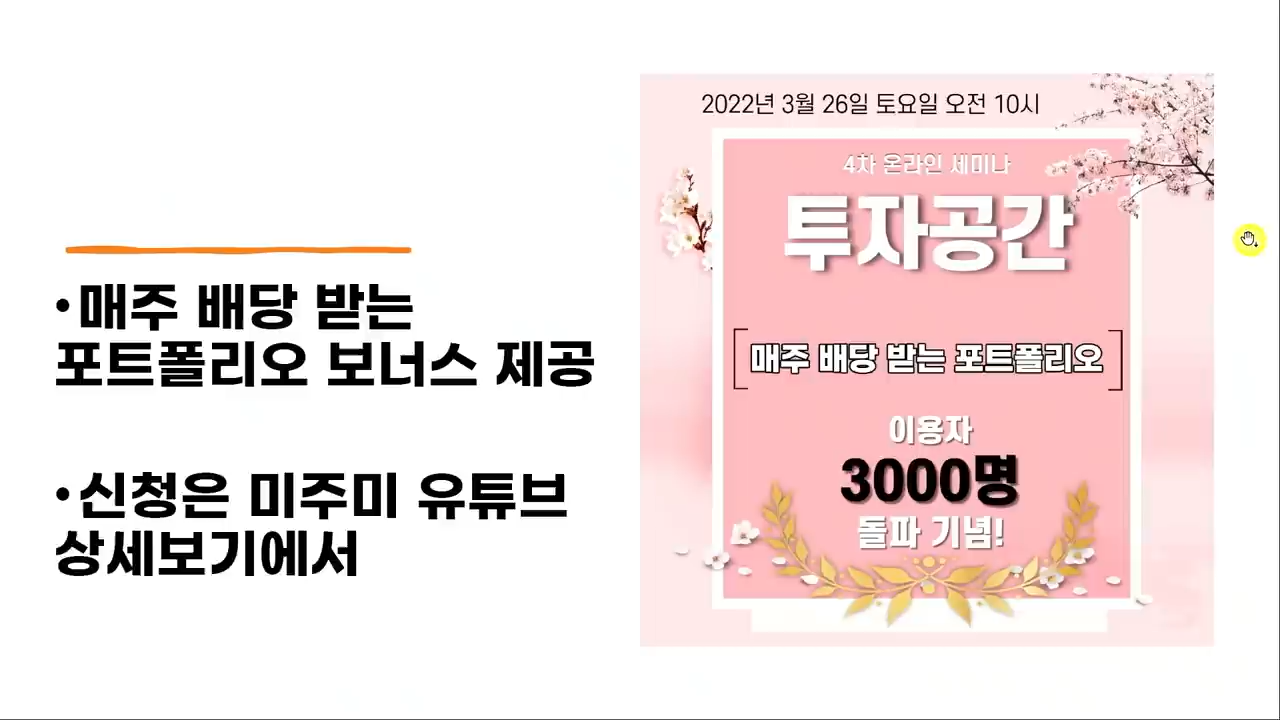 •매주 배당 받는
포트폴리오 보너스 제공
•신청은 미주미 유튜브
상세보기에서
2022년 3월 26일 토요일 오전 10시
4차 온라인 세미나
투자공간
[매주 배당 받는 포트폴리오]
이용자
3000명
돌파 기념!